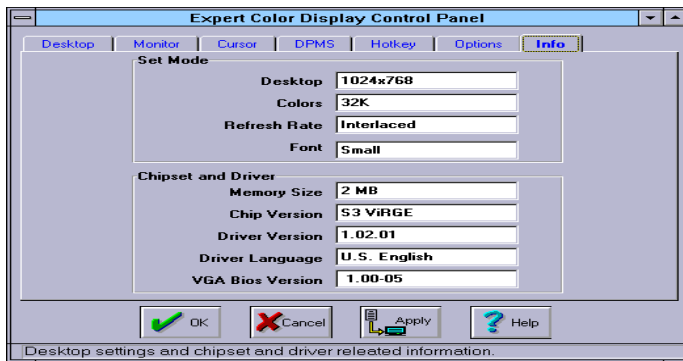 Expert Color Display Control Panel
Desktop Monitor Cursor DPMS Hotkey Options Info
Set Mode
Desktop 1024x768
Colors 32K
Refresh Rate Interlaced
Font Small
Chipset and Driver
Memory Size 2 MB
Chip Version S3 ViRGE
Driver Version 1.02.01
Driver Language U.S. English
VGA Bios Version 1.00-05
OK Cancel Apply Help
Desktop settings and chipset and driver releated information.